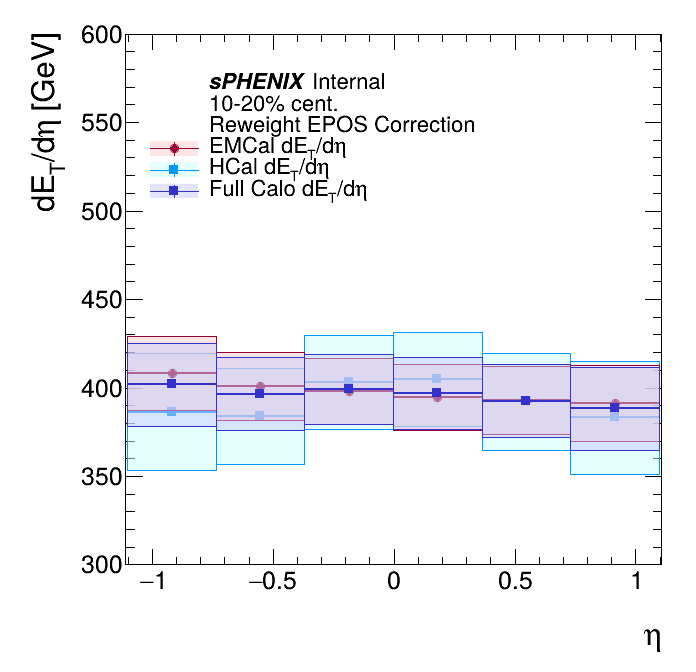 dE_T/dη [GeV]
600
550
500
450
400
350
300
sPHENIX Internal
10-20% cent.
Reweight EPOS Correction
EMCal dE_T/dη
HCal dE_T/dη
Full Calo dE_T/dη
−1 −0.5 0 0.5 1
η